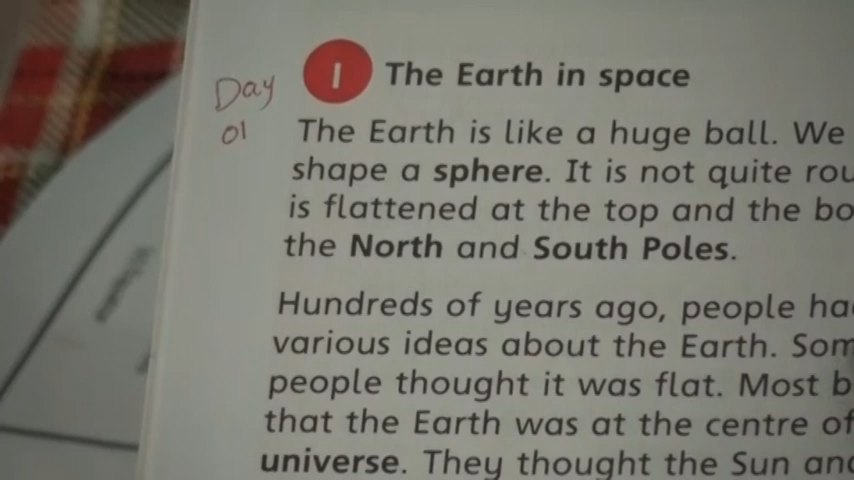 Day
01
1 The Earth in space
The Earth is like a huge ball. We
shape a sphere. It is not quite
is flattened at the top and the
the North and South Poles.
Hundreds of years ago, people
various ideas about the Earth.
people thought it was flat. Most
that the Earth was at the centre of
universe. They thought the Sun